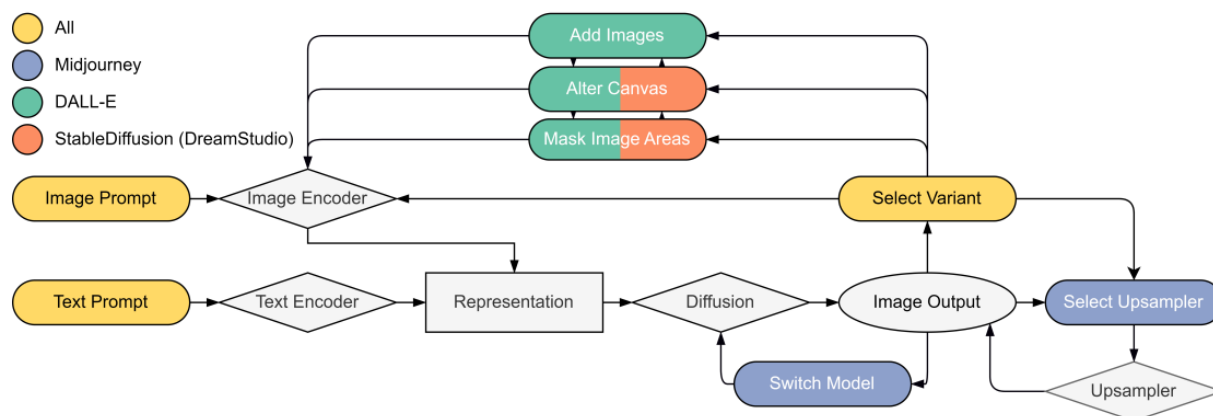 All
Midjourney
DALL-E
StableDiffusion (DreamStudio)
Add Images
Alter Canvas
Mask Image Areas
Image Prompt
Image Encoder
Select Variant
Text Prompt
Text Encoder
Representation
Diffusion
Image Output
Select Upsampler
Switch Model
Upsampler